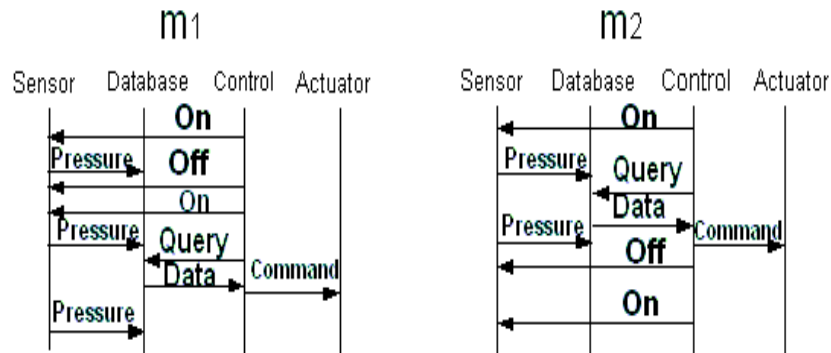 m1
Sensor Database Control Actuator
On
Pressure Off
On
Pressure Query
Data Command
Pressure
m2
Sensor Database Control Actuator
On
Pressure Query
Data
Pressure Command
Off
On